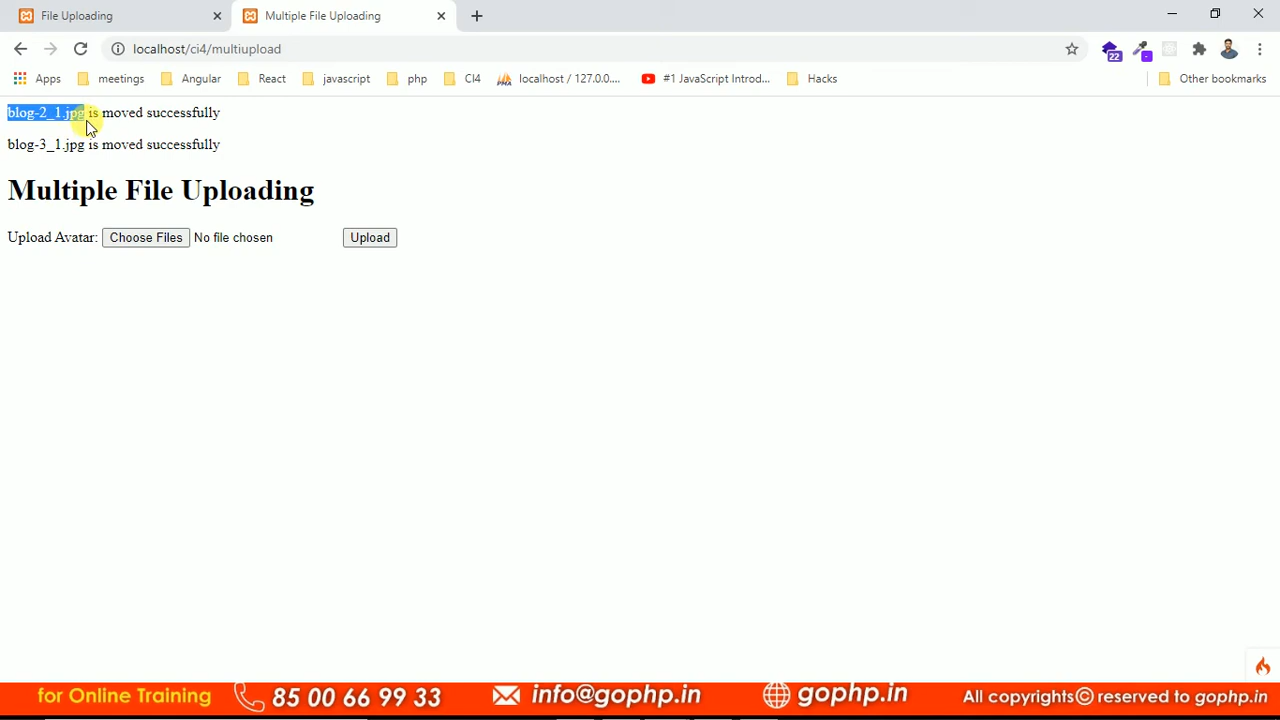 File Uploading
Multiple File Uploading
localhost/ci4/multiupload
22
Apps
meetings
Angular
React
javascript
php
CI4
localhost / 127.0.0....
#1 JavaScript Introd...
Hacks
Other bookmarks
blog-2_1.jpg is moved successfully
blog-3_1.jpg is moved successfully
Multiple File Uploading
Upload Avatar: Choose Files No file chosen Upload
for Online Training 85 00 66 99 33 info@gophp.in gophp.in All copyrights© reserved to gophp.in